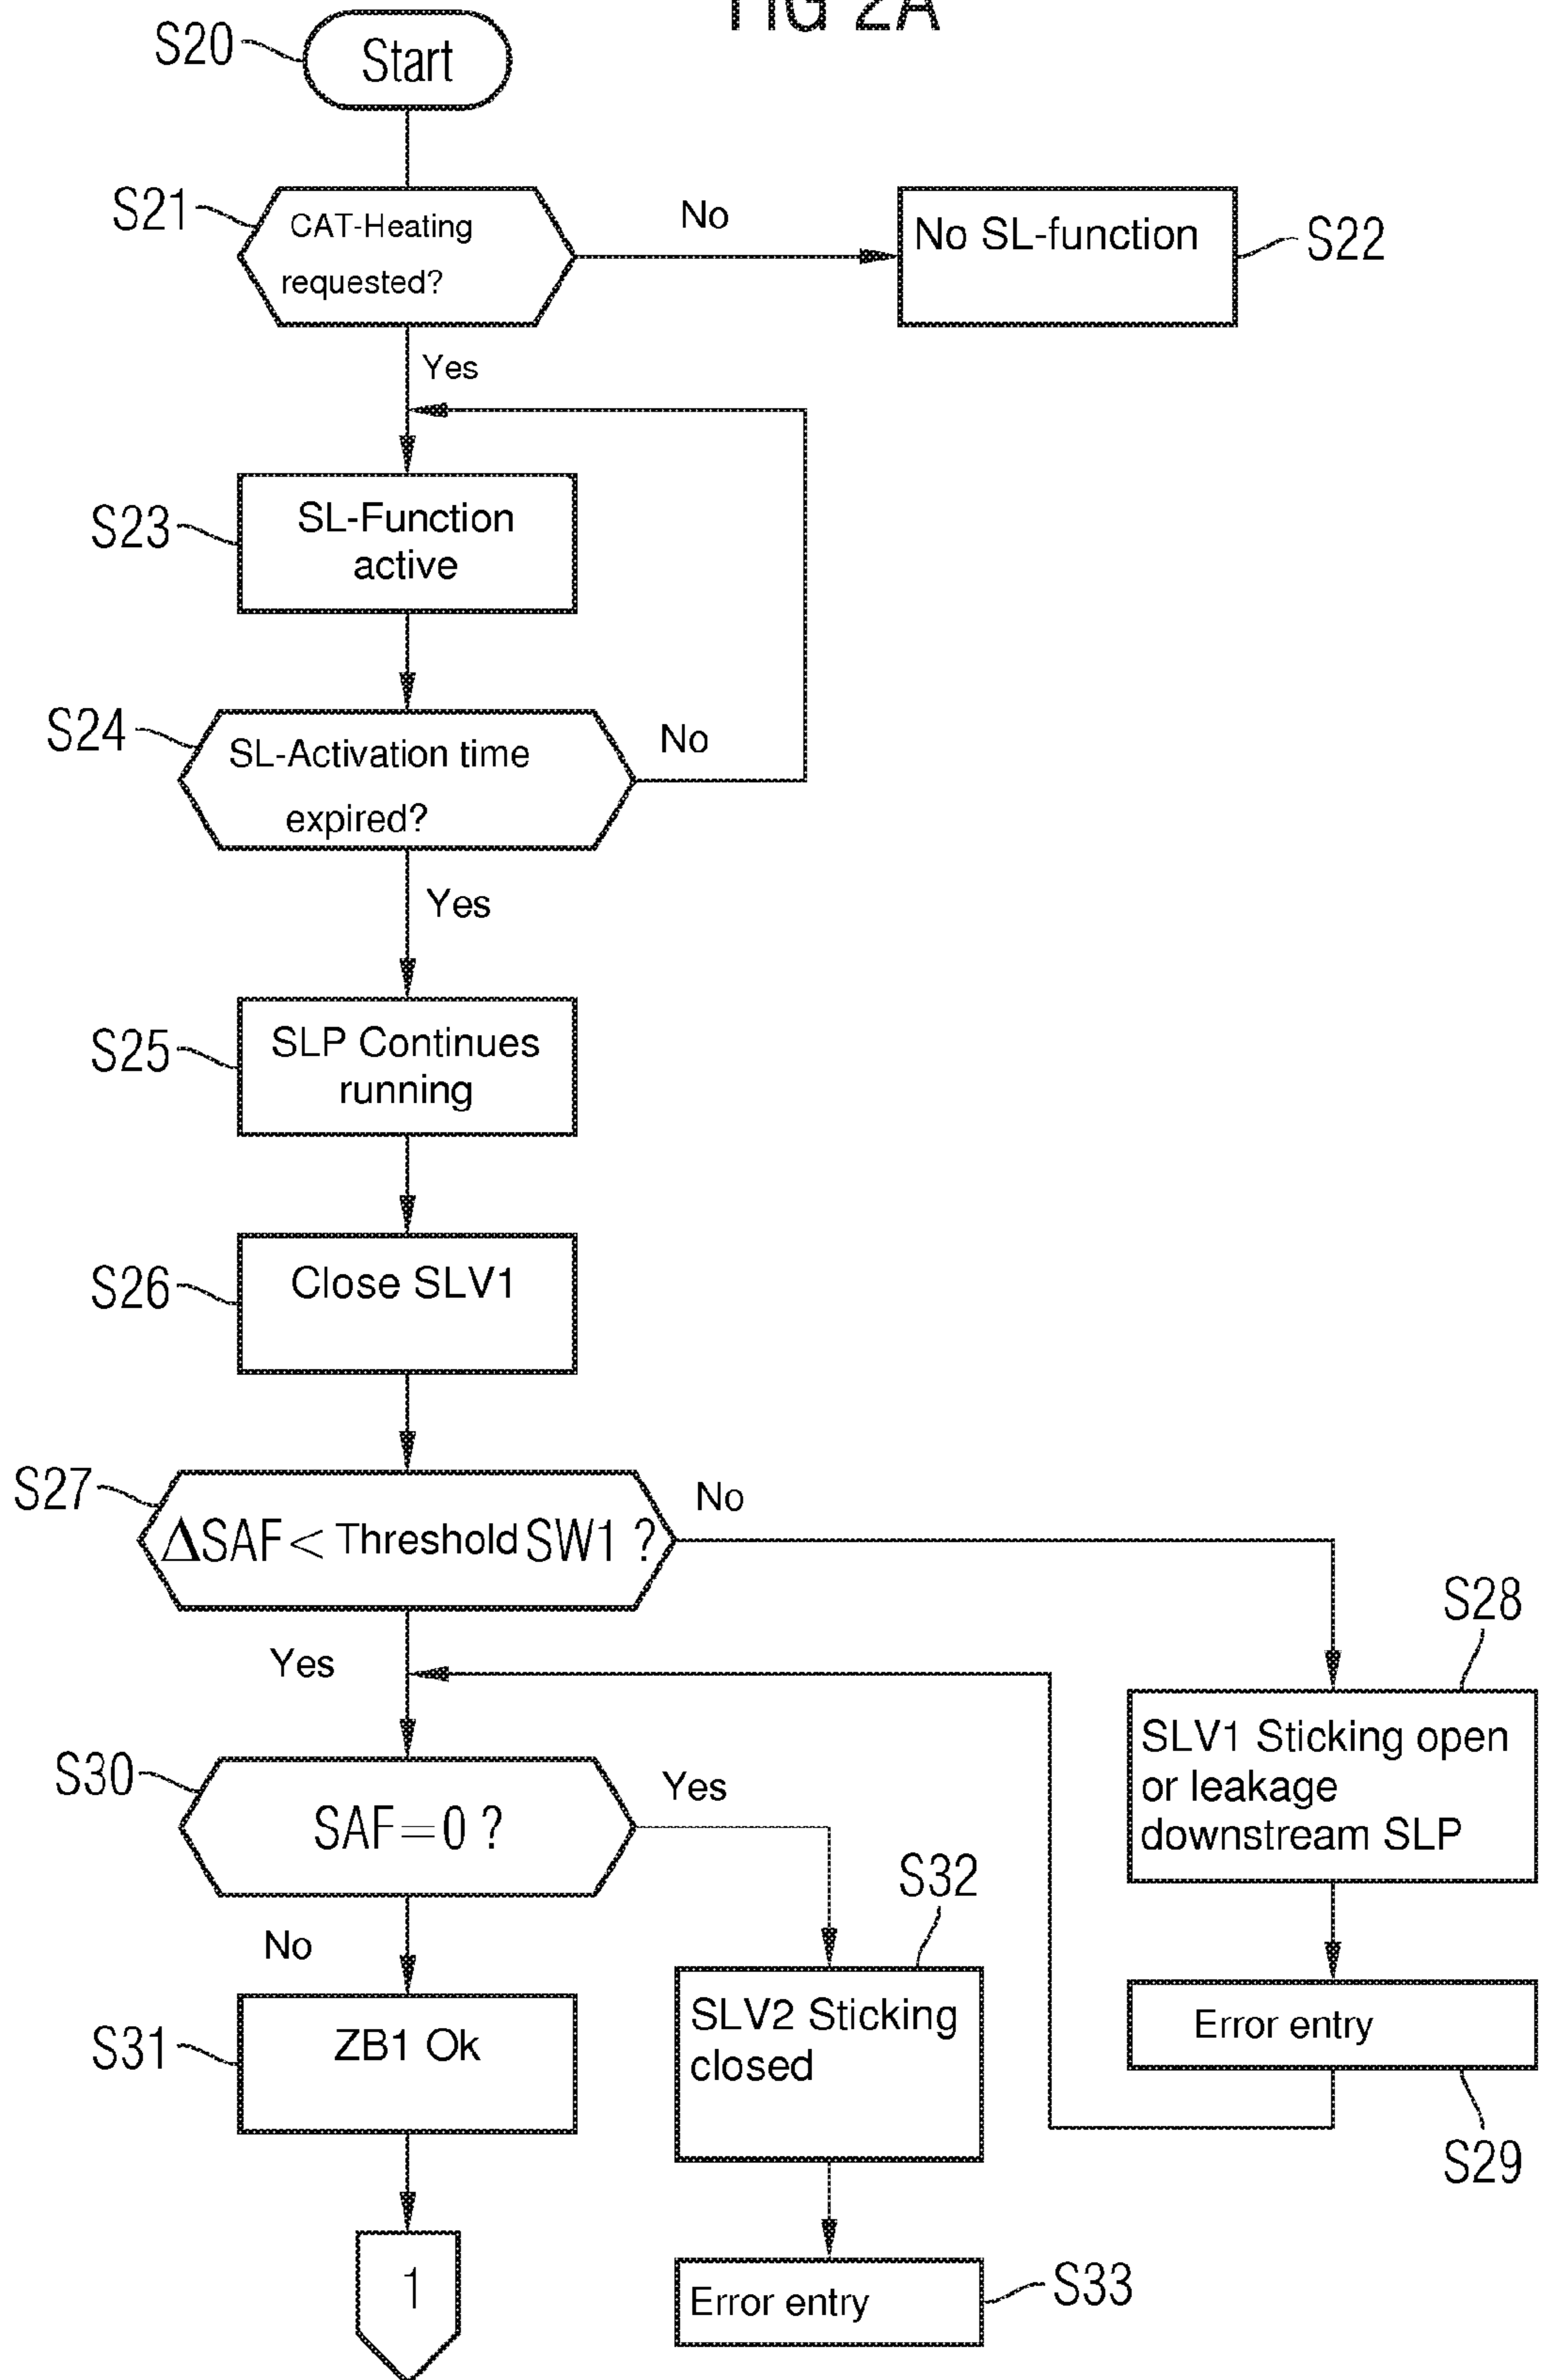 FIG 2A
S20
Start
S21
CAT-Heating
requested?
No
No SL-function
S22
Yes
S23
SL-Function
active
S24
SL-Activation time
expired?
No
Yes
S25
SLP Continues
running
S26
Close SLV1
S27
ΔSAF < Threshold SW1 ?
No
S28
SLV1 Sticking open
or leakage
downstream SLP
Yes
S30
SAF=0 ?
Yes
S32
No
SLV2 Sticking
closed
Error entry
S29
S31
ZB1 Ok
1
Error entry
S33